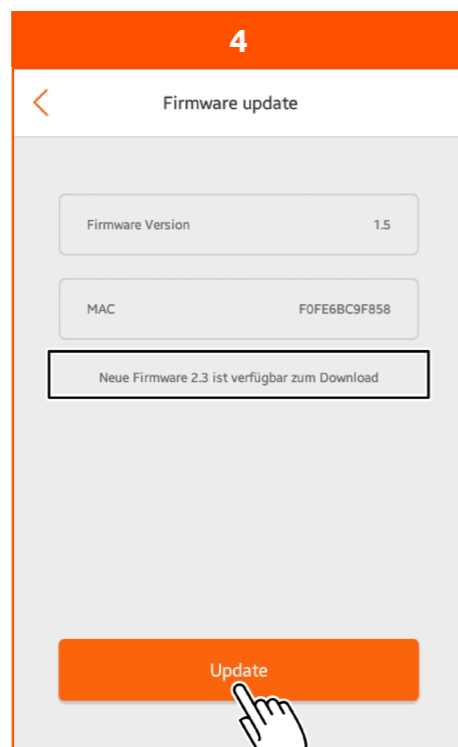 4
Firmware update
Firmware Version 1.5
MAC F0FE6BC9F858
Neue Firmware 2.3 ist verfügbar zum Download
Update